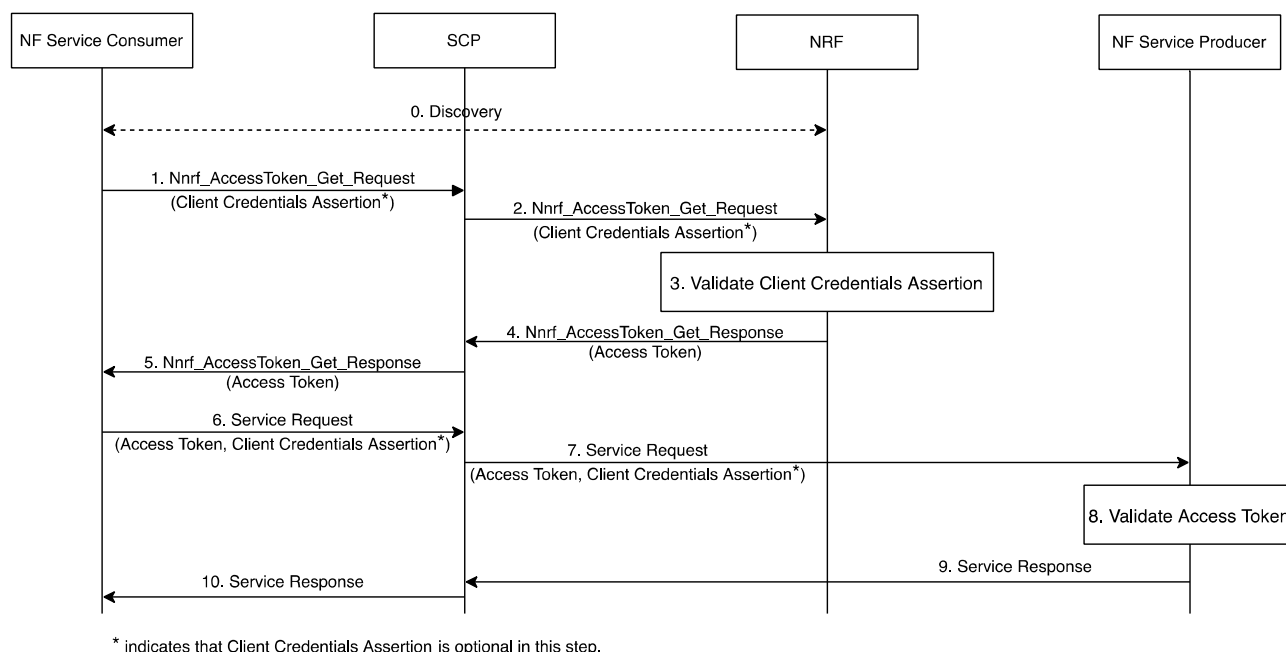 NF Service Consumer
SCP
NRF
NF Service Producer
0. Discovery
1. Nnrf_AccessToken_Get_Request
(Client Credentials Assertion*)
2. Nnrf_AccessToken_Get_Request
(Client Credentials Assertion*)
3. Validate Client Credentials Assertion
4. Nnrf_AccessToken_Get_Response
(Access Token)
5. Nnrf_AccessToken_Get_Response
(Access Token)
6. Service Request
(Access Token, Client Credentials Assertion*)
7. Service Request
(Access Token, Client Credentials Assertion*)
8. Validate Access Token
9. Service Response
10. Service Response
* indicates that Client Credentials Assertion is optional in this step.